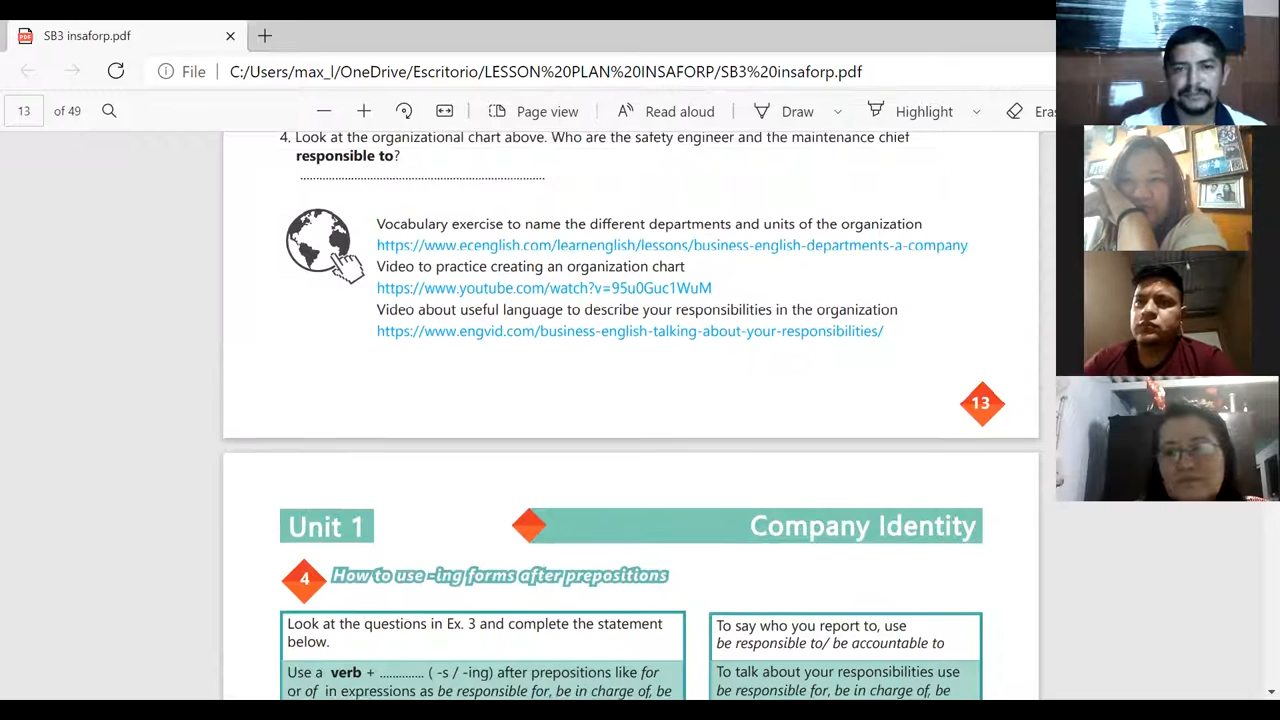 SB3 insaforp.pdf
File
C:/Users/max_l/OneDrive/Escritorio/LESSON%20PLAN%20INSAFORP/SB3%20insaforp.pdf
13 of 49
Page view
Read aloud
Draw
Highlight
Eras
4. Look at the organizational chart above. Who are the safety engineer and the maintenance chief
responsible to?
Vocabulary exercise to name the different departments and units of the organization
https://www.ecenglish.com/learnenglish/lessons/business-english-departments-a-company
Video to practice creating an organization chart
https://www.youtube.com/watch?v=95u0Guc1WuM
Video about useful language to describe your responsibilities in the organization
https://www.engvid.com/business-english-talking-about-your-responsibilities/
13
Unit 1
Company Identity
4
How to use -ing forms after prepositions
Look at the questions in Ex. 3 and complete the statement
below.
Use a verb + .............. ( -s / -ing) after prepositions like for
or of in expressions as be responsible for, be in charge of, be
To say who you report to, use
be responsible to/ be accountable to
To talk about your responsibilities use
be responsible for, be in charge of, be